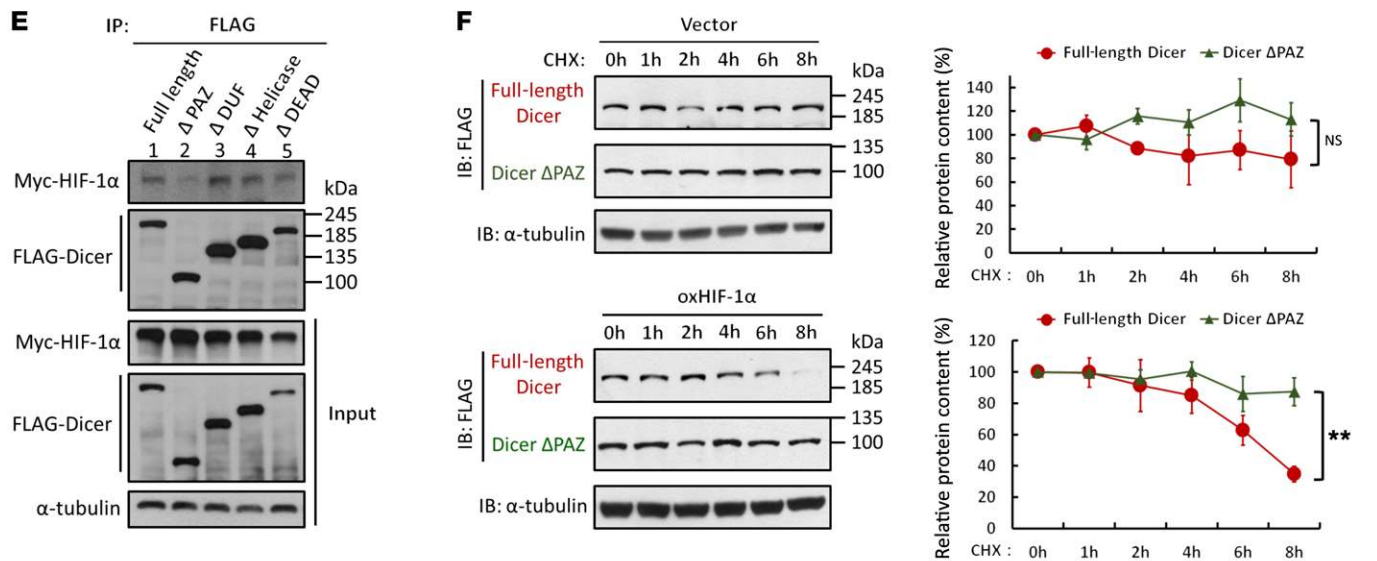 E
IP: FLAG
Full length
Δ PAZ
Δ DUF
Δ Helicase
Δ DEAD
1 2 3 4 5
Myc-HIF-1α
kDa
FLAG-Dicer
245
185
135
100
Myc-HIF-1α
FLAG-Dicer
Input
α-tubulin
F
Vector
CHX: 0h 1h 2h 4h 6h 8h
kDa
IB: FLAG
Full-length
Dicer
245
185
Dicer ΔPAZ
135
100
IB: α-tubulin
oxHIF-1α
0h 1h 2h 4h 6h 8h
kDa
IB: FLAG
Full-length
Dicer
245
185
Dicer ΔPAZ
135
100
IB: α-tubulin
Full-length Dicer Dicer ΔPAZ
Relative protein content (%)
140
120
100
80
60
40
20
0
NS
CHX : 0h 1h 2h 4h 6h 8h
Full-length Dicer Dicer ΔPAZ
Relative protein content (%)
120
100
80
60
40
20
0
**
CHX : 0h 1h 2h 4h 6h 8h